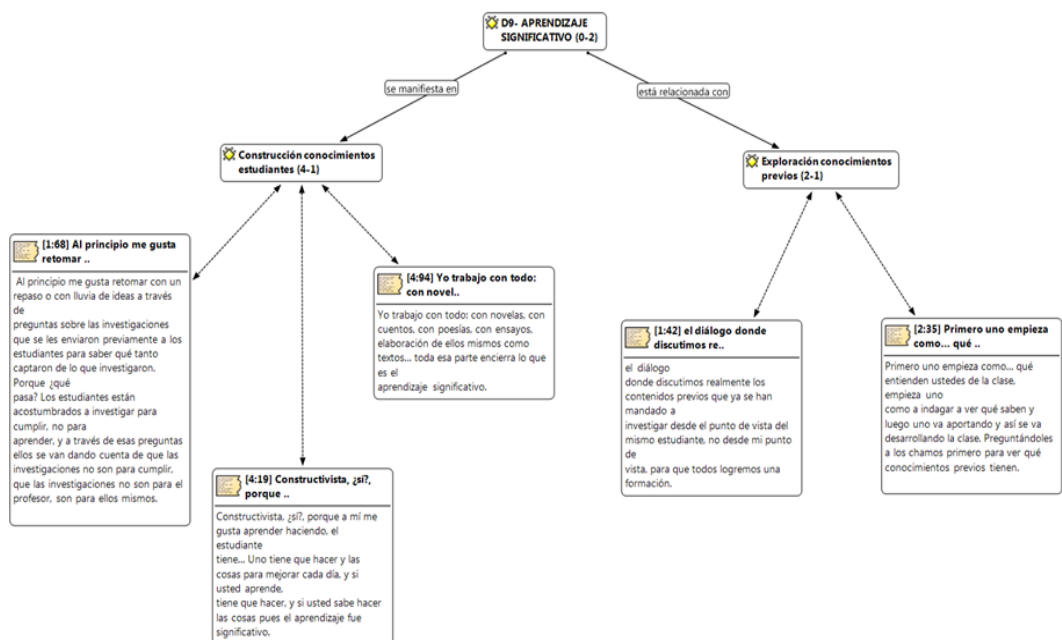 D9- APRENDIZAJE
SIGNIFICATIVO (0-2)
se manifiesta en
está relacionada con
Construcción conocimientos
estudiantes (4-1)
Exploración conocimientos
previos (2-1)
[1:68] Al principio me gusta
retomar ..
Al principio me gusta retomar con un
repaso o con lluvia de ideas a través
de
preguntas sobre las investigaciones
que se les enviaron previamente a los
estudiantes para saber qué tanto
captaron de lo que investigaron.
Porque ¿qué
pasa? Los estudiantes están
acostumbrados a investigar para
cumplir, no para
aprender, y a través de esas preguntas
ellos se van dando cuenta de que las
investigaciones no son para cumplir,
que las investigaciones no son para el
profesor, son para ellos mismos.
[4:94] Yo trabajo con todo:
con novel..
Yo trabajo con todo: con novelas, con
cuentos, con poesías, con ensayos,
elaboración de ellos mismos como
textos... toda esa parte encierra lo que
es el
aprendizaje significativo.
[4:19] Constructivista, ¿sí?,
porque ..
Constructivista, ¿sí?, porque a mí me
gusta aprender haciendo, el
estudiante
tiene... Uno tiene que hacer y las
cosas para mejorar cada día, y si
usted aprende,
tiene que hacer, y si usted sabe hacer
las cosas pues el aprendizaje fue
significativo.
[1:42] el diálogo donde
discutimos re..
el diálogo
donde discutimos realmente los
contenidos previos que ya se han
mandado a
investigar desde el punto de vista del
mismo estudiante, no desde mi punto
de
vista, para que todos logremos una
formación.
[2:35] Primero uno empieza
como... qué ..
Primero uno empieza como... qué
entienden ustedes de la clase,
empieza uno
como a indagar a ver qué saben y
luego uno va aportando y así se va
desarrollando la clase. Preguntándoles
a los chamos primero para ver qué
conocimientos previos tienen.